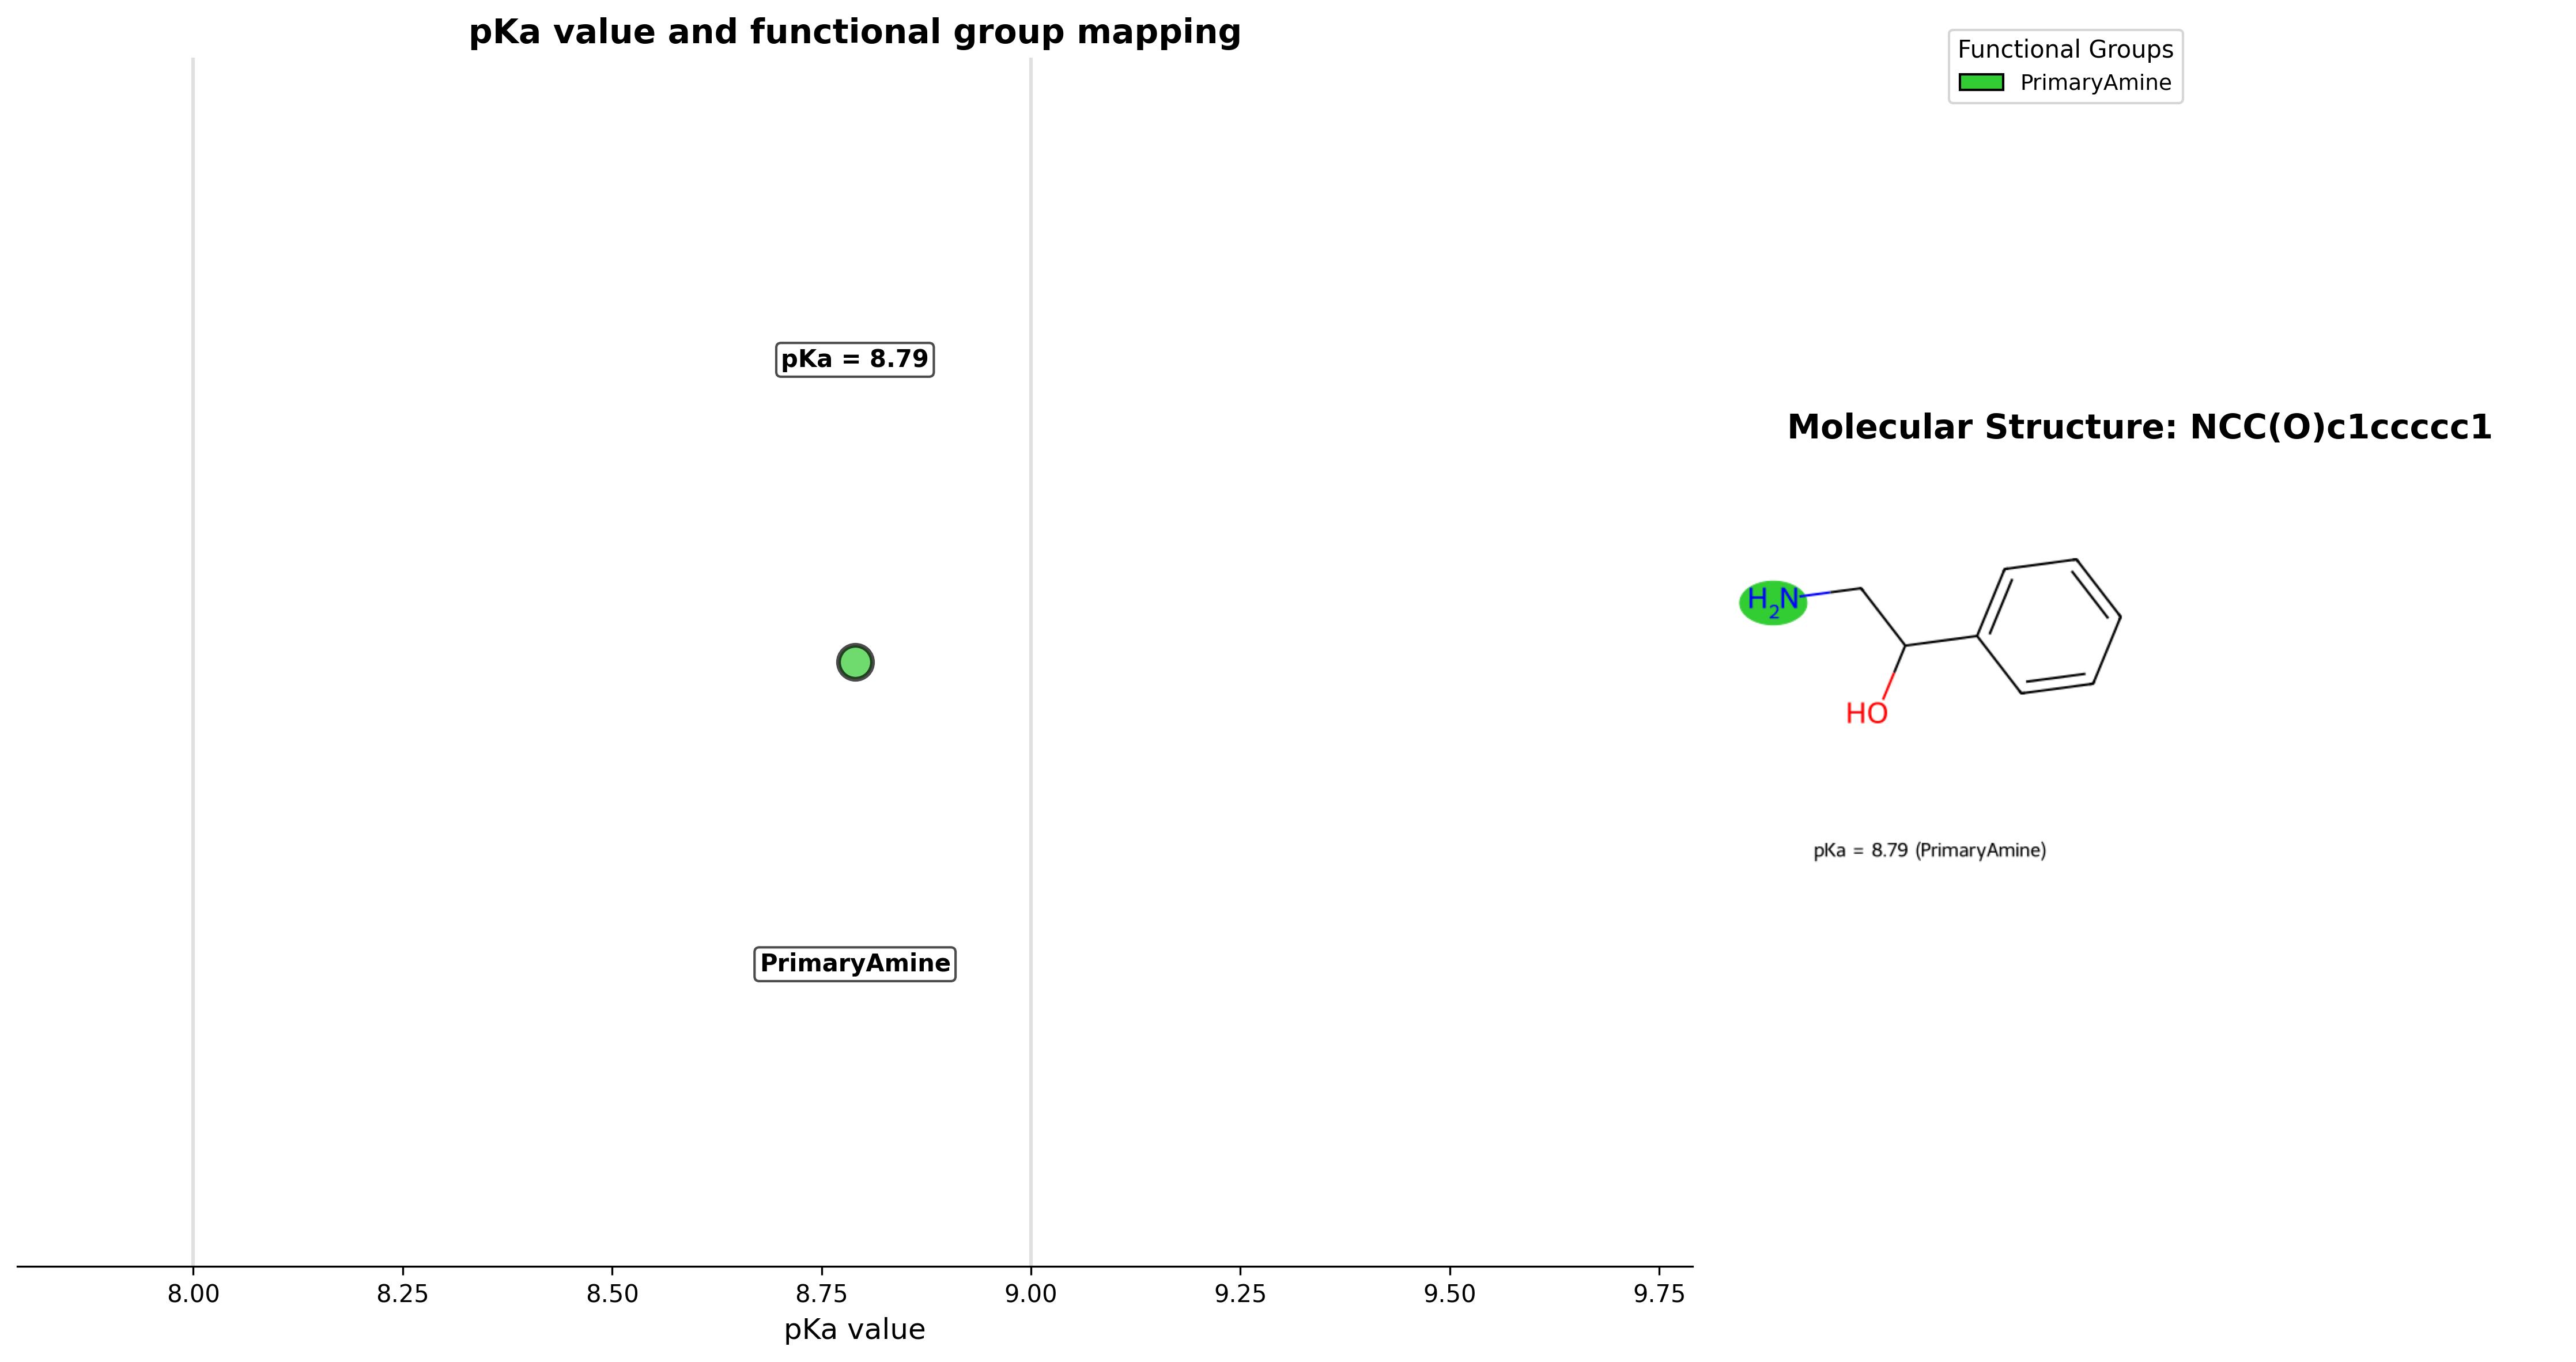 pKa value and functional group mapping
Functional Groups
PrimaryAmine
pKa = 8.79
Molecular Structure: NCC(O)c1ccccc1
H2N
HO
pKa = 8.79 (PrimaryAmine)
PrimaryAmine
8.00 8.25 8.50 8.75 9.00 9.25 9.50 9.75
pKa value